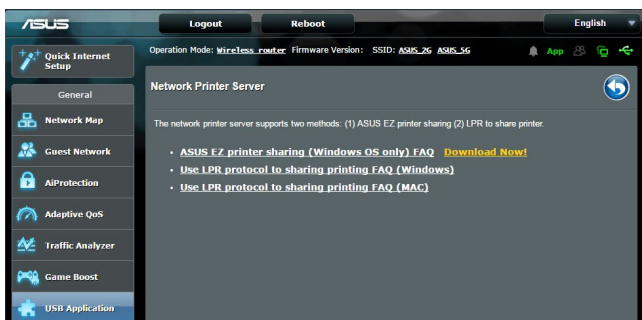 ASUS
Logout
Reboot
English
Quick Internet
Setup
Operation Mode: Wireless router Firmware Version: SSID: ASUS_2G ASUS_5G
App
General
Network Map
Guest Network
AiProtection
Adaptive QoS
Traffic Analyzer
Game Boost
USB Application
Network Printer Server
The network printer server supports two methods: (1) ASUS EZ printer sharing (2) LPR to share printer.
ASUS EZ printer sharing (Windows OS only) FAQ Download Now!
Use LPR protocol to sharing printing FAQ (Windows)
Use LPR protocol to sharing printing FAQ (MAC)